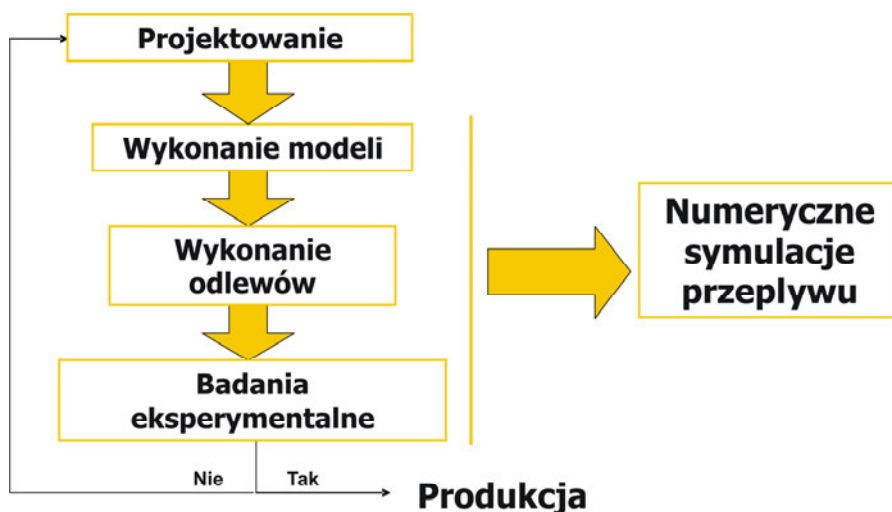 Projektowanie
Wykonanie modeli
Wykonanie
odlewów
Badania
eksperymentalne
Nie
Tak
Produkcja
Numeryczne
symulacje
przeplywu